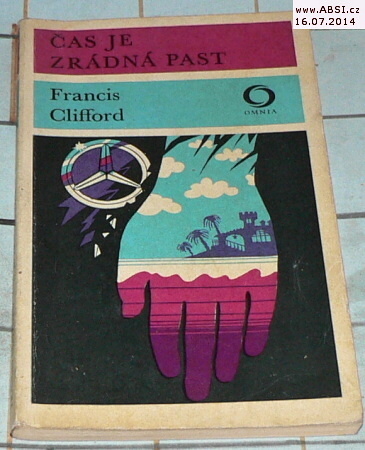 www.ABSI.cz
16.07.2014
ČAS JE
ZRÁDNÁ PAST
Francis
Clifford
OMNIA